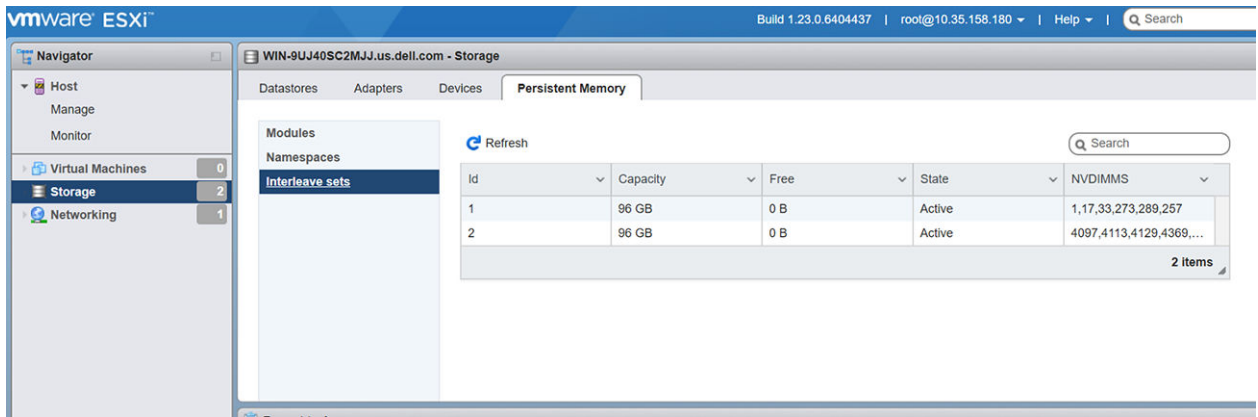 vmware ESXi™
Build 1.23.0.6404437 | root@10.35.158.180 | Help | Search
Navigator
WIN-9UJ40SC2MJJ.us.dell.com - Storage
Host
Manage
Monitor
Virtual Machines 0
Storage 2
Networking 1
Datastores Adapters Devices Persistent Memory
Modules
Namespaces
Interleave sets
Refresh
Search
Id Capacity Free State NVDIMMS
1 96 GB 0 B Active 1,17,33,273,289,257
2 96 GB 0 B Active 4097,4113,4129,4369,...
2 items